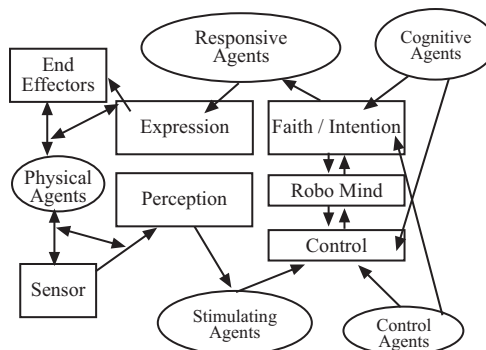 Responsive
Agents
Cognitive
Agents
End
Effectors
Expression
Faith / Intention
Physical
Agents
Perception
Robo Mind
Control
Sensor
Stimulating
Agents
Control
Agents